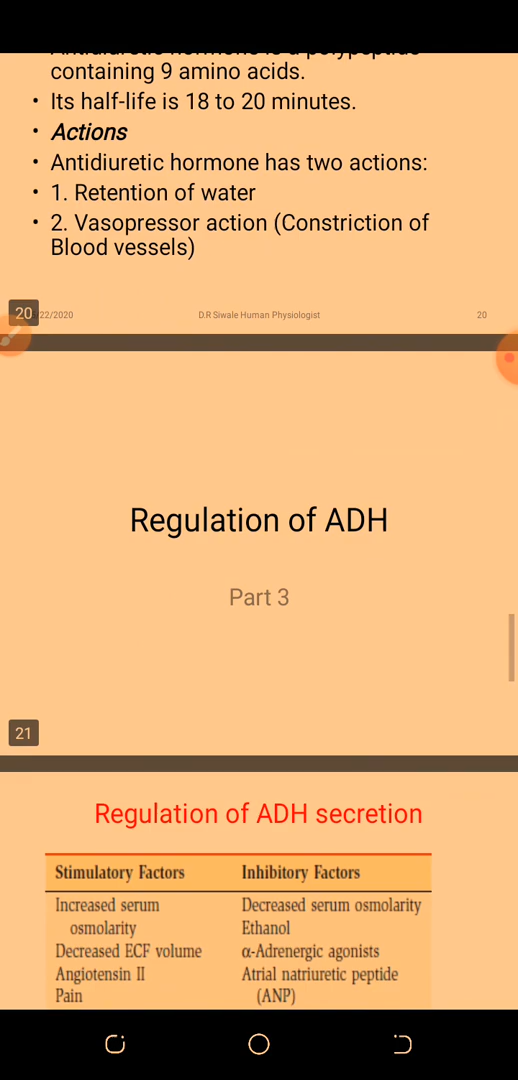 containing 9 amino acids.
• Its half-life is 18 to 20 minutes.
• Actions
• Antidiuretic hormone has two actions:
• 1. Retention of water
• 2. Vasopressor action (Constriction of
Blood vessels)
20
22/2020
D.R Siwale Human Physiologist
20
Regulation of ADH
Part 3
21
Regulation of ADH secretion
Stimulatory Factors
Inhibitory Factors
Increased serum
osmolarity
Decreased ECF volume
Angiotensin II
Pain
Decreased serum osmolarity
Ethanol
α-Adrenergic agonists
Atrial natriuretic peptide
(ANP)